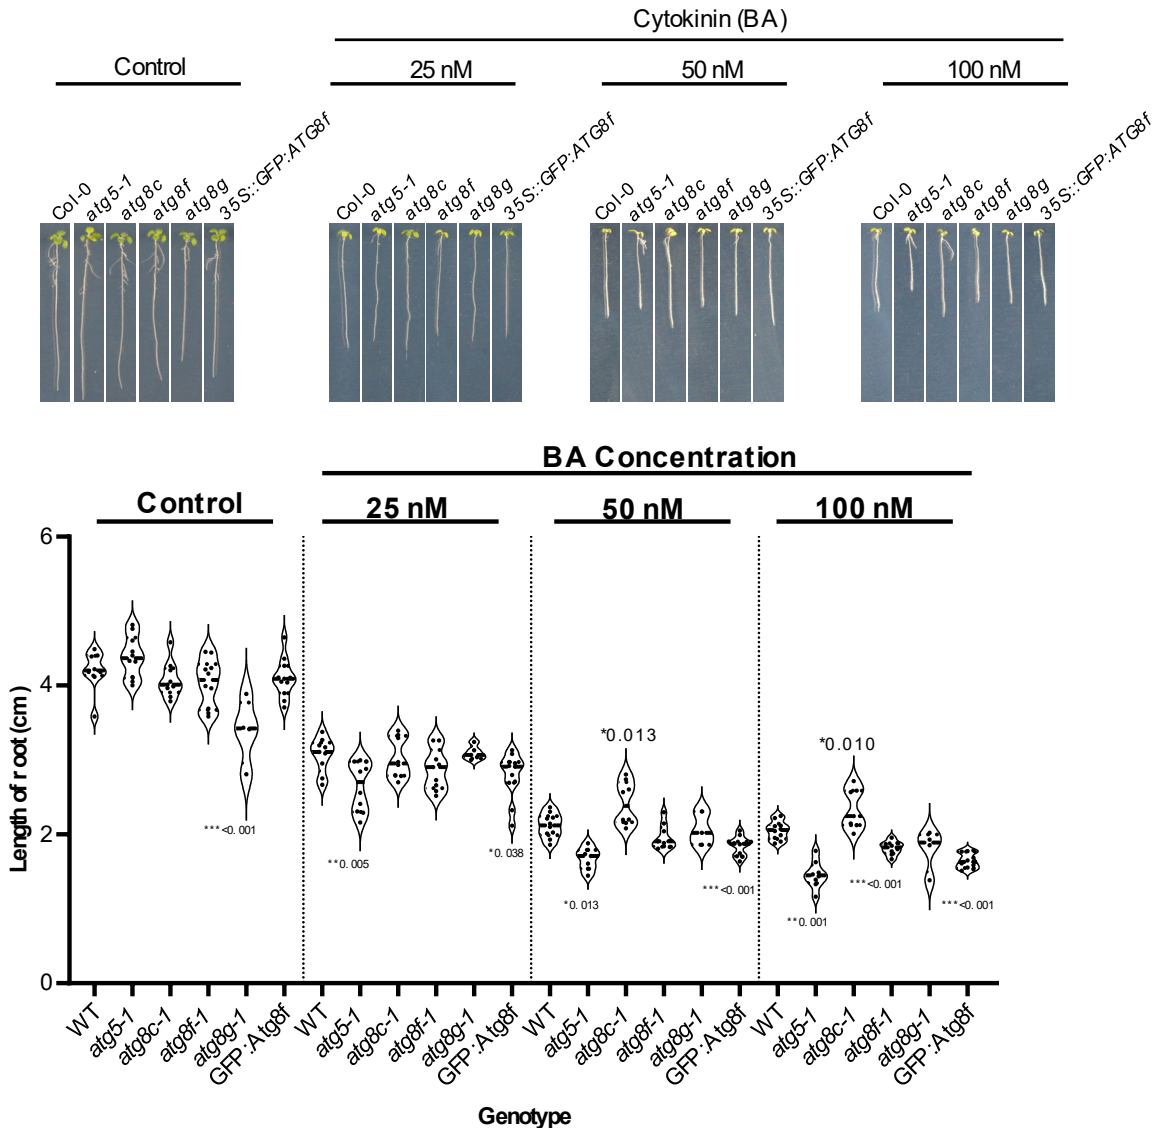 Cytokinin (BA)
Control
25 nM
50 nM
100 nM
Col-0
atg5-1
atg8c
atg8f
atg8g
35S::GFP:ATG8f
Col-0
atg5-1
atg8c
atg8f
atg8g
35S::GFP:ATG8f
Col-0
atg5-1
atg8c
atg8f
atg8g
35S::GFP:ATG8f
Col-0
atg5-1
atg8c
atg8f
atg8g
35S::GFP:ATG8f
BA Concentration
Control
25 nM
50 nM
100 nM
Length of root (cm)
6
4
2
0
***<0.001
**0.005
*0.038
*0.013
*0.013
***<0.001
*0.010
**0.001
***<0.001
***<0.001
WT
atg5-1
atg8c-1
atg8f-1
atg8g-1
GFP:Atg8f
WT
atg5-1
atg8c-1
atg8f-1
atg8g-1
GFP:Atg8f
WT
atg5-1
atg8c-1
atg8f-1
atg8g-1
GFP:Atg8f
WT
atg5-1
atg8c-1
atg8f-1
atg8g-1
GFP:Atg8f
Genotype